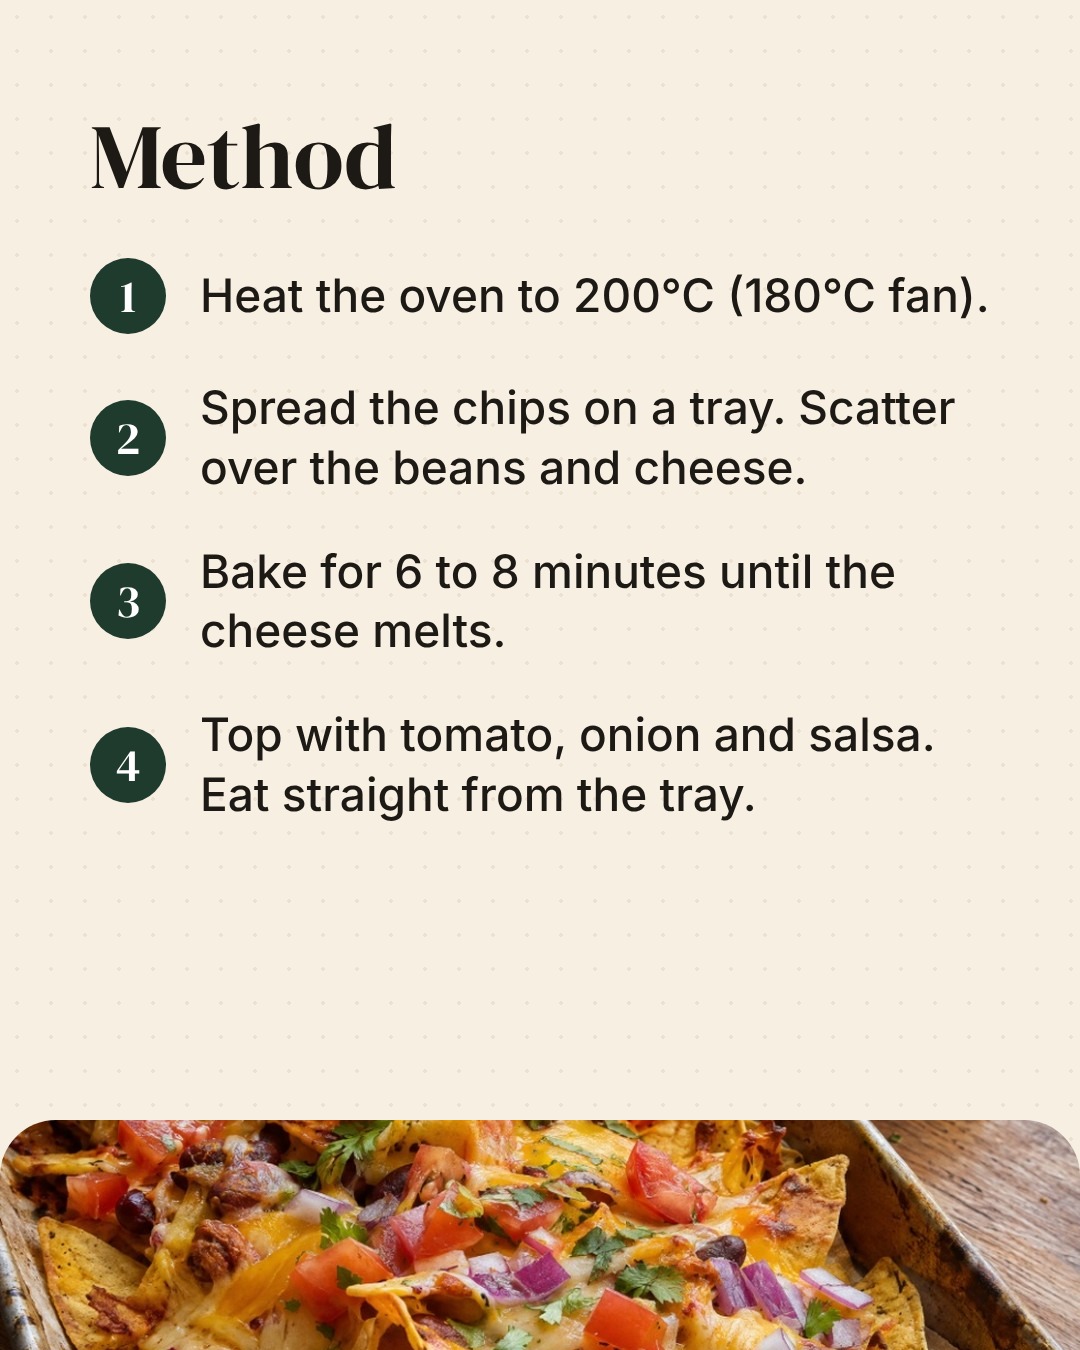 Method
1 Heat the oven to 200°C (180°C fan).
2 Spread the chips on a tray. Scatter
over the beans and cheese.
3 Bake for 6 to 8 minutes until the
cheese melts.
4 Top with tomato, onion and salsa.
Eat straight from the tray.